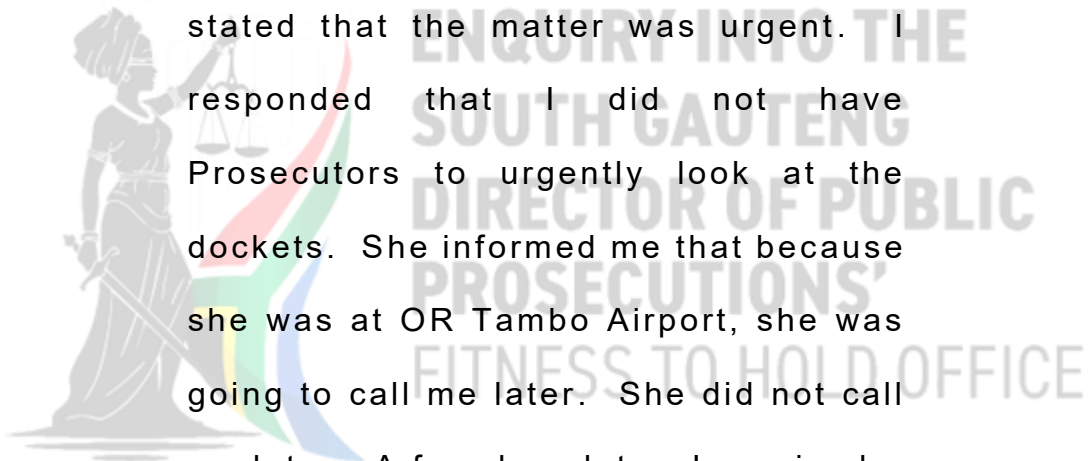 stated that the matter was urgent. I
responded that I did not have
Prosecutors to urgently look at the
dockets. She informed me that because
she was at OR Tambo Airport, she was
going to call me later. She did not call
ENQUIRY INTO THE
SOUTH GAUTENG
DIRECTOR OF PUBLIC
PROSECUTIONS'
FITNESS TO HOLD OFFICE